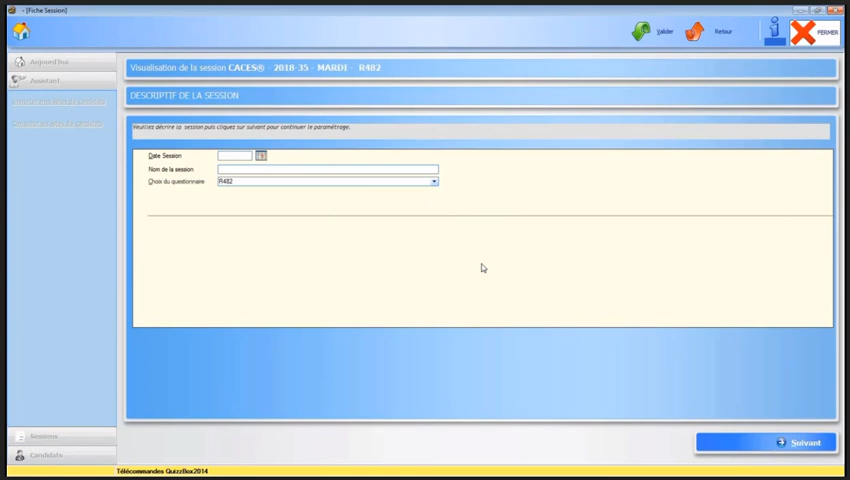 - [Fiche Session]
Valider
Retour
FERMER
Aujourd'hui
Assistant
Visualisation de la session CACES® - 2018-35 - MARDI - R482
DESCRIPTIF DE LA SESSION
Veuillez décrire la session puis cliquez sur suivant pour continuer le paramétrage.
Date Session
Nom de la session
Choix du questionnaire
R482
Suivant
Sessions
Candidats
Télécommandes QuizzBox2014